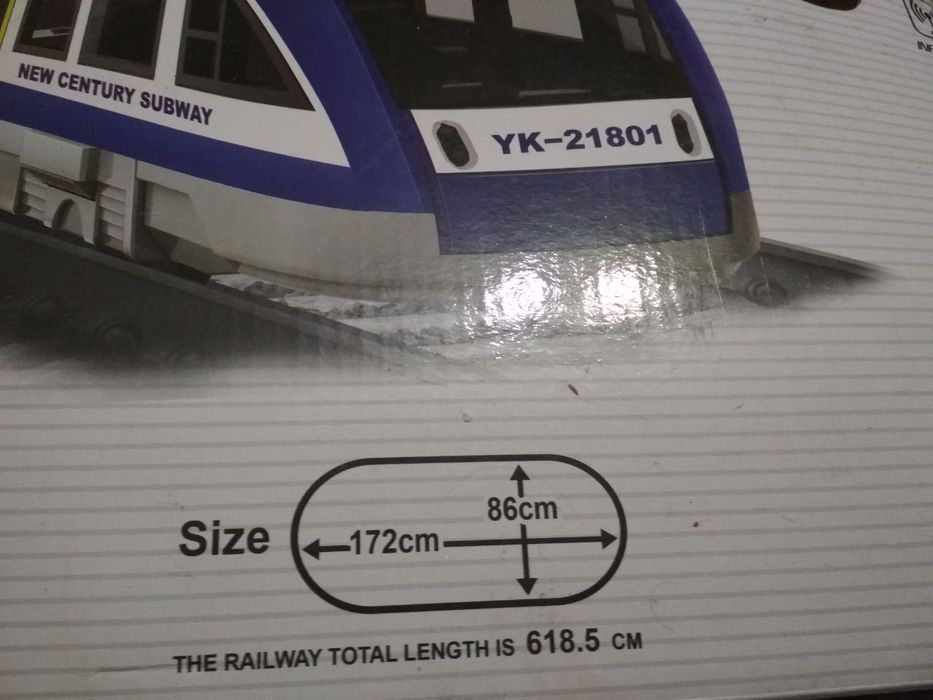 NEW CENTURY SUBWAY
YK-21801
Size
86cm
172cm
THE RAILWAY TOTAL LENGTH IS 618.5 CM